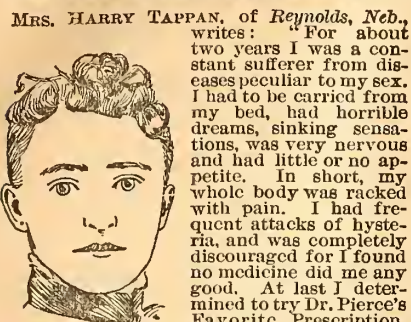 MRS. HARRY TAPPAN, of Reynolds, Neb.,
writes: "For about
two years I was a con-
stant sufferer from dis-
eases peculiar to my sex.
I had to be carried from
my bed, had horrible
dreams, sinking sensa-
tions, was very nervous
and had little or no ap-
petite. In short, my
whole body was racked
with pain. I had fre-
quent attacks of hyste-
ria, and was completely
discouraged for I found
no medicine did me any
good. At last I deter-
mined to try Dr. Pierce's
Favorite Prescription.